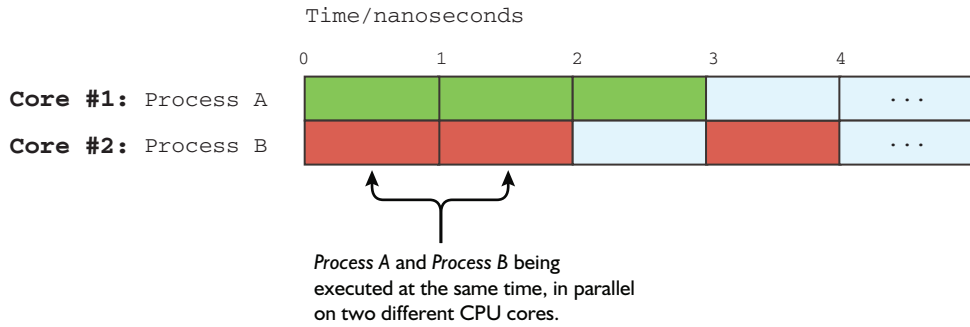 Time/nanoseconds
0 1 2 3 4
Core #1: Process A ...
Core #2: Process B ...
Process A and Process B being
executed at the same time, in parallel
on two different CPU cores.